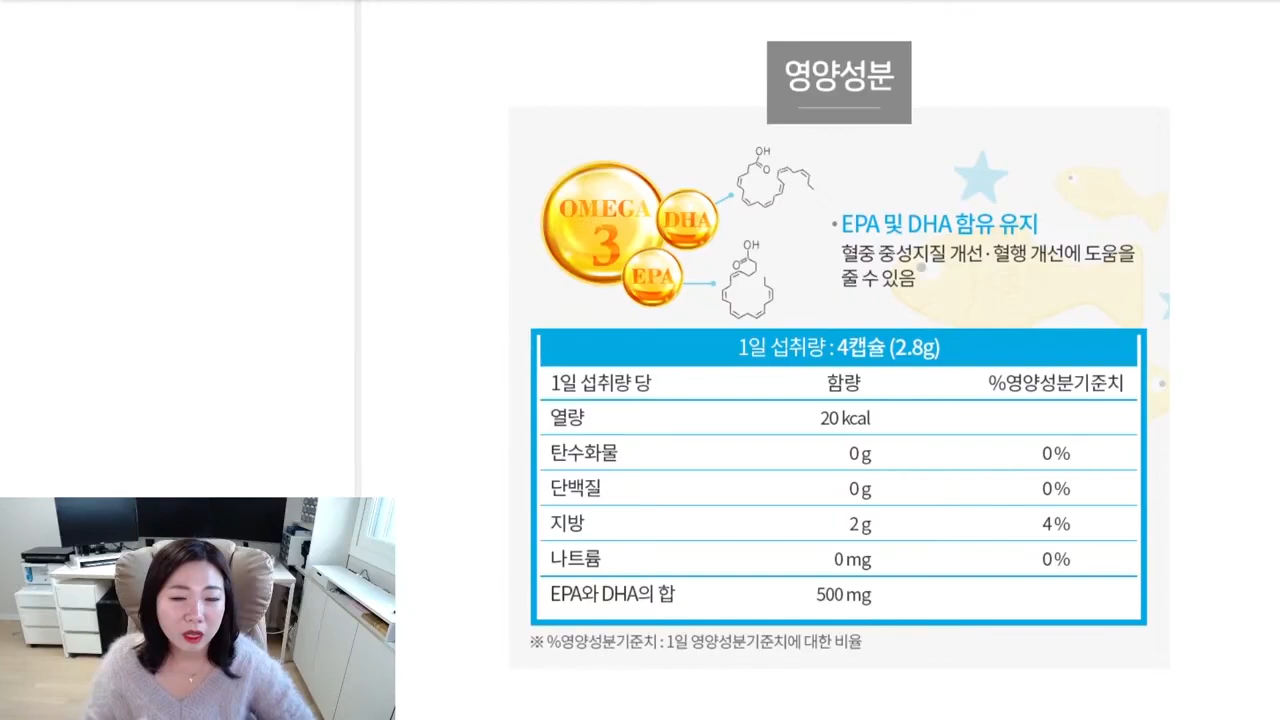 영양성분
OMEGA
3
DHA
EPA
OH
O
OH
O
• EPA 및 DHA 함유 유지
혈중 중성지질 개선·혈행 개선에 도움을
줄 수 있음
1일 섭취량 : 4캡슐 (2.8g)
1일 섭취량 당 함량 %영양성분기준치
열량 20 kcal
탄수화물 0 g 0 %
단백질 0 g 0 %
지방 2 g 4 %
나트륨 0 mg 0 %
EPA와 DHA의 합 500 mg
※ %영양성분기준치 : 1일 영양성분기준치에 대한 비율